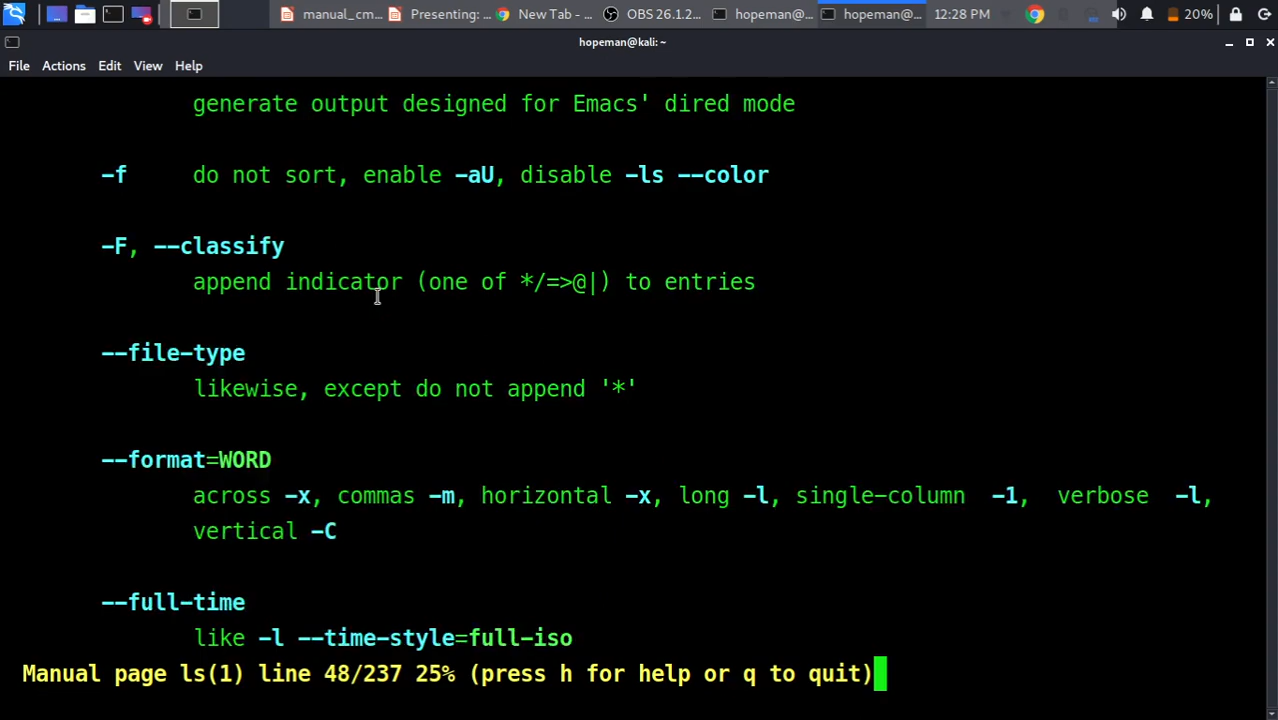 manual_cm... Presenting: ... New Tab - ... OBS 26.1.2... hopeman@... hopeman@... 12:28 PM 20%
hopeman@kali: ~
File Actions Edit View Help
generate output designed for Emacs' dired mode
-f do not sort, enable -aU, disable -ls --color
-F, --classify
append indicator (one of */=>@|) to entries
--file-type
likewise, except do not append '*'
--format=WORD
across -x, commas -m, horizontal -x, long -l, single-column -1, verbose -l,
vertical -C
--full-time
like -l --time-style=full-iso
Manual page ls(1) line 48/237 25% (press h for help or q to quit)